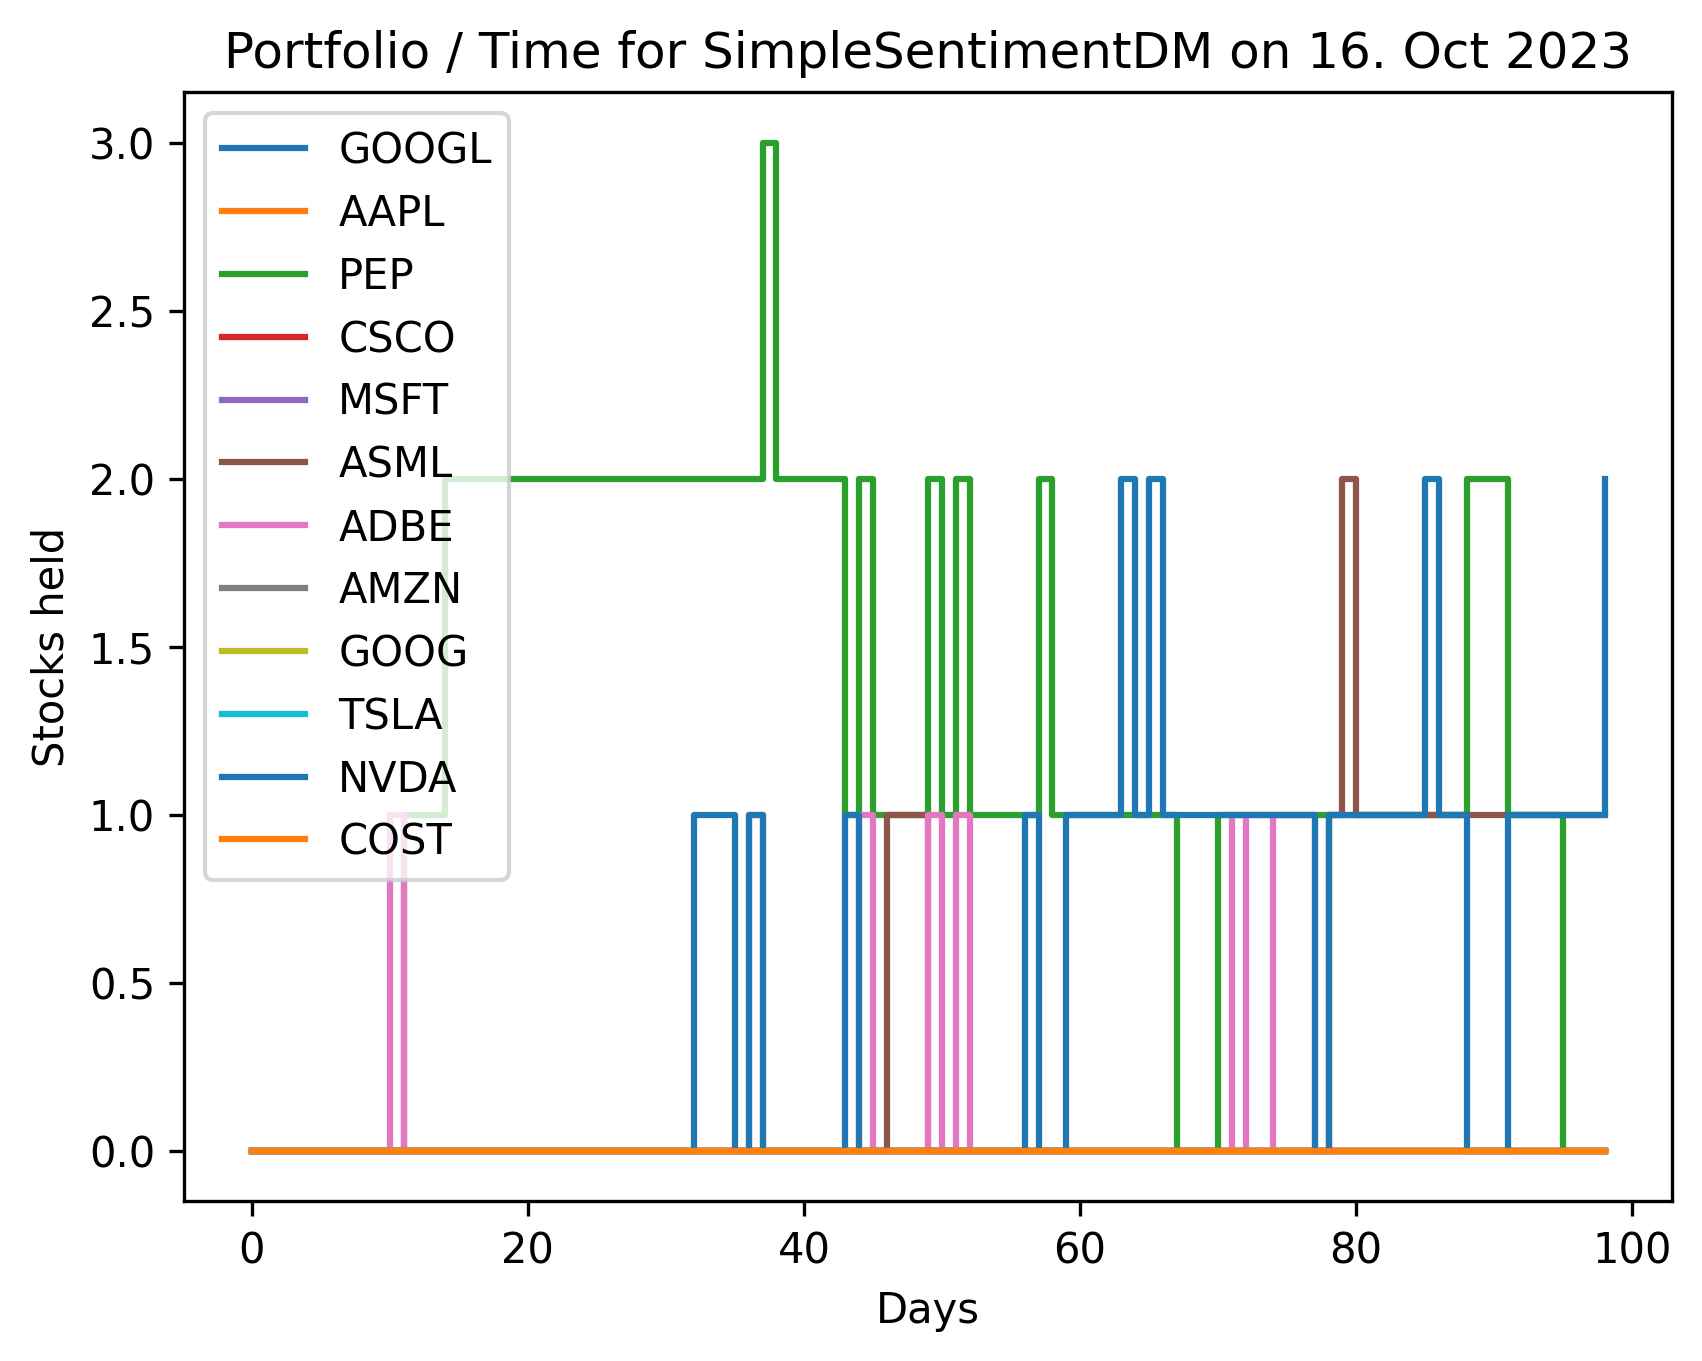 Portfolio / Time for SimpleSentimentDM on 16. Oct 2023
3.0
2.5
2.0
1.5
1.0
0.5
0.0
Stocks held
GOOGL
AAPL
PEP
CSCO
MSFT
ASML
ADBE
AMZN
GOOG
TSLA
NVDA
COST
0 20 40 60 80 100
Days